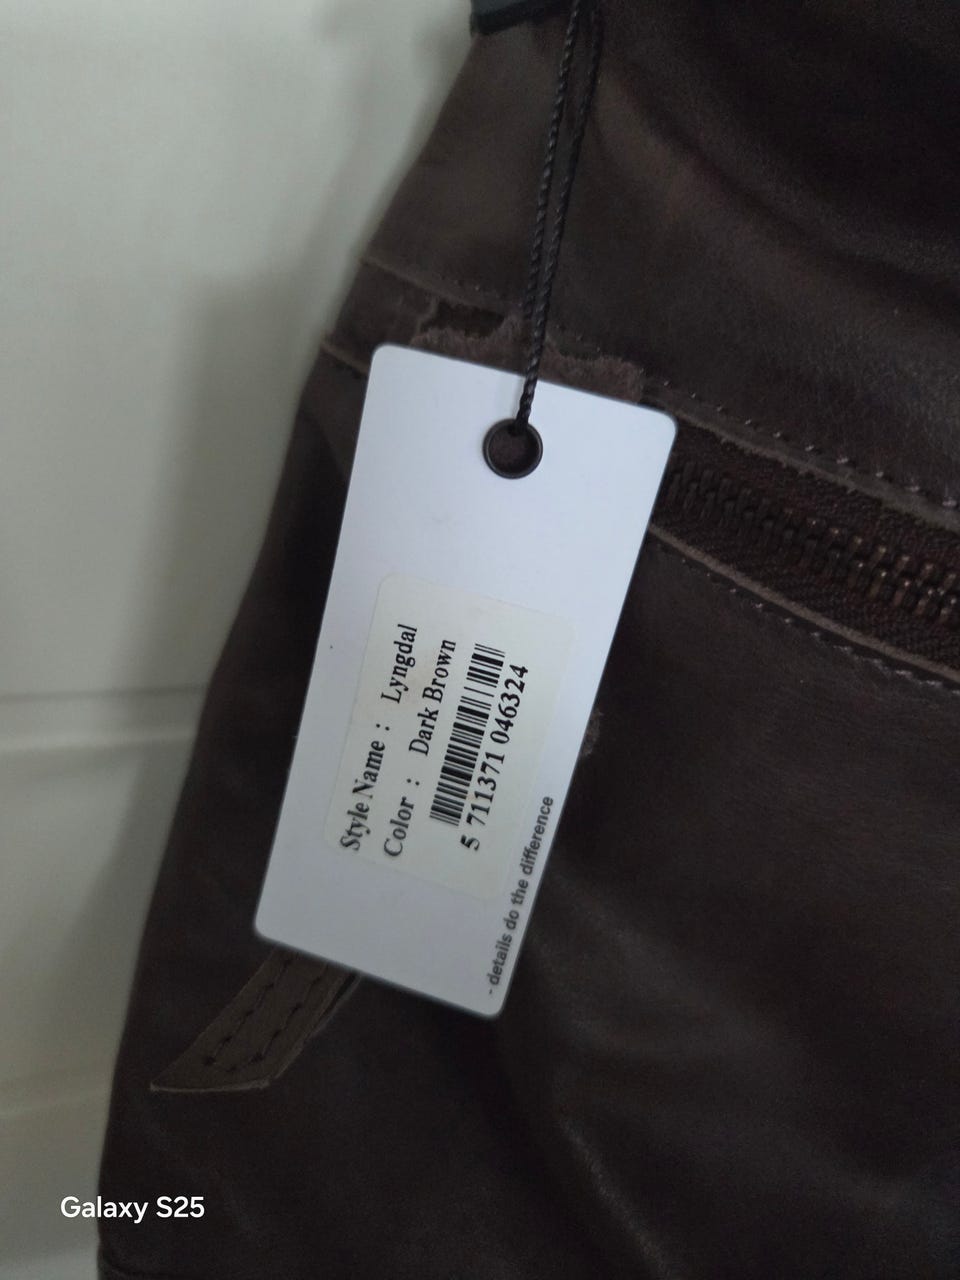 Style Name : Lyngdal
Color : Dark Brown
5 711371 046324
- details do the difference
Galaxy S25